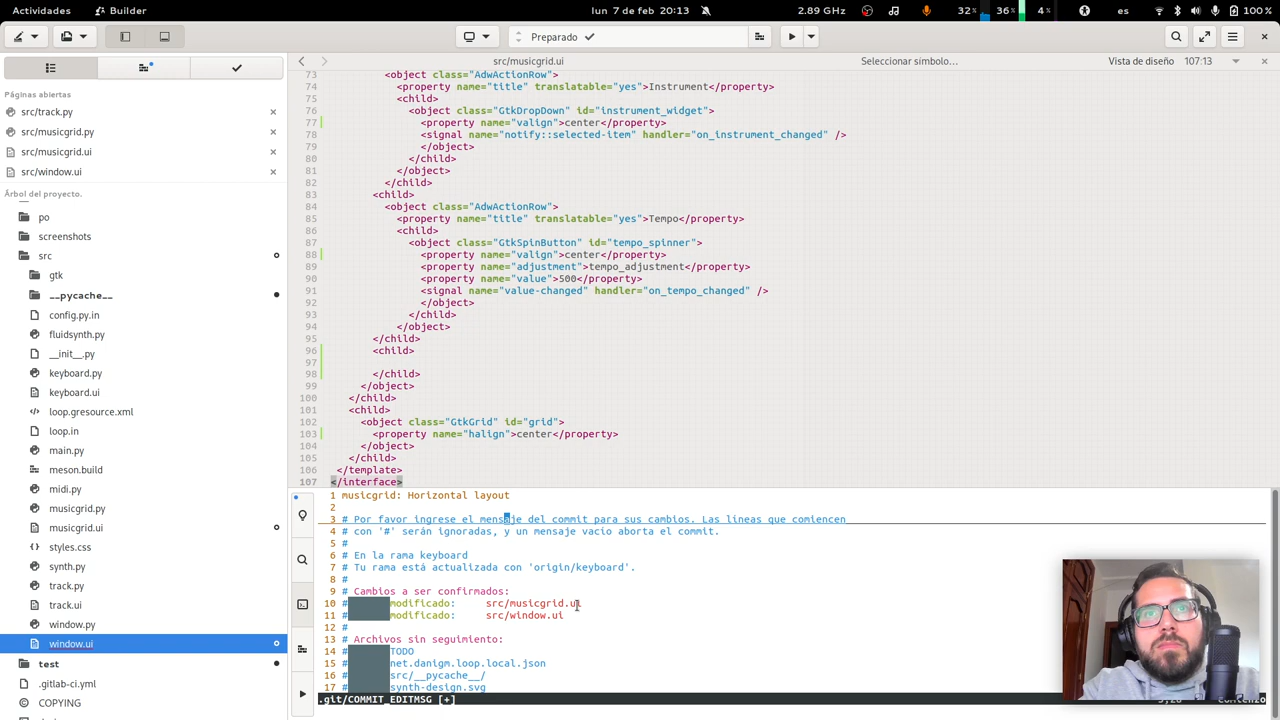 Actividades
Builder
lun 7 de feb  20:13
2.89 GHz
32%
36%
4%
es
100 %
Preparado
src/musicgrid.ui
Seleccionar símbolo…
Vista de diseño
107:13
Páginas abiertas
src/track.py
src/musicgrid.py
src/musicgrid.ui
src/window.ui
Árbol del proyecto.
po
screenshots
src
gtk
__pycache__
config.py.in
fluidsynth.py
__init__.py
keyboard.py
keyboard.ui
loop.gresource.xml
loop.in
main.py
meson.build
midi.py
musicgrid.py
musicgrid.ui
styles.css
synth.py
track.py
track.ui
window.py
window.ui
test
.gitlab-ci.yml
COPYING
73 <object class="AdwActionRow">
74 <property name="title" translatable="yes">Instrument</property>
75 <child>
76 <object class="GtkDropDown" id="instrument_widget">
77 <property name="valign">center</property>
78 <signal name="notify::selected-item" handler="on_instrument_changed" />
79 </object>
80 </child>
81 </object>
82 </child>
83 <child>
84 <object class="AdwActionRow">
85 <property name="title" translatable="yes">Tempo</property>
86 <child>
87 <object class="GtkSpinButton" id="tempo_spinner">
88 <property name="valign">center</property>
89 <property name="adjustment">tempo_adjustment</property>
90 <property name="value">500</property>
91 <signal name="value-changed" handler="on_tempo_changed" />
92 </object>
93 </child>
94 </object>
95 </child>
96 <child>
97
98 </child>
99 </object>
100 </child>
101 <child>
102 <object class="GtkGrid" id="grid">
103 <property name="halign">center</property>
104 </object>
105 </child>
106 </template>
107 </interface>
1 musicgrid: Horizontal layout
2
3 # Por favor ingrese el mensaje del commit para sus cambios. Las líneas que comiencen
4 # con '#' serán ignoradas, y un mensaje vacío aborta el commit.
5 #
6 # En la rama keyboard
7 # Tu rama está actualizada con 'origin/keyboard'.
8 #
9 # Cambios a ser confirmados:
10 # modificado:     src/musicgrid.ui
11 # modificado:     src/window.ui
12 #
13 # Archivos sin seguimiento:
14 # TODO
15 # net.danigm.loop.local.json
16 # src/__pycache__/
17 # synth-design.svg
.git/COMMIT_EDITMSG [+]